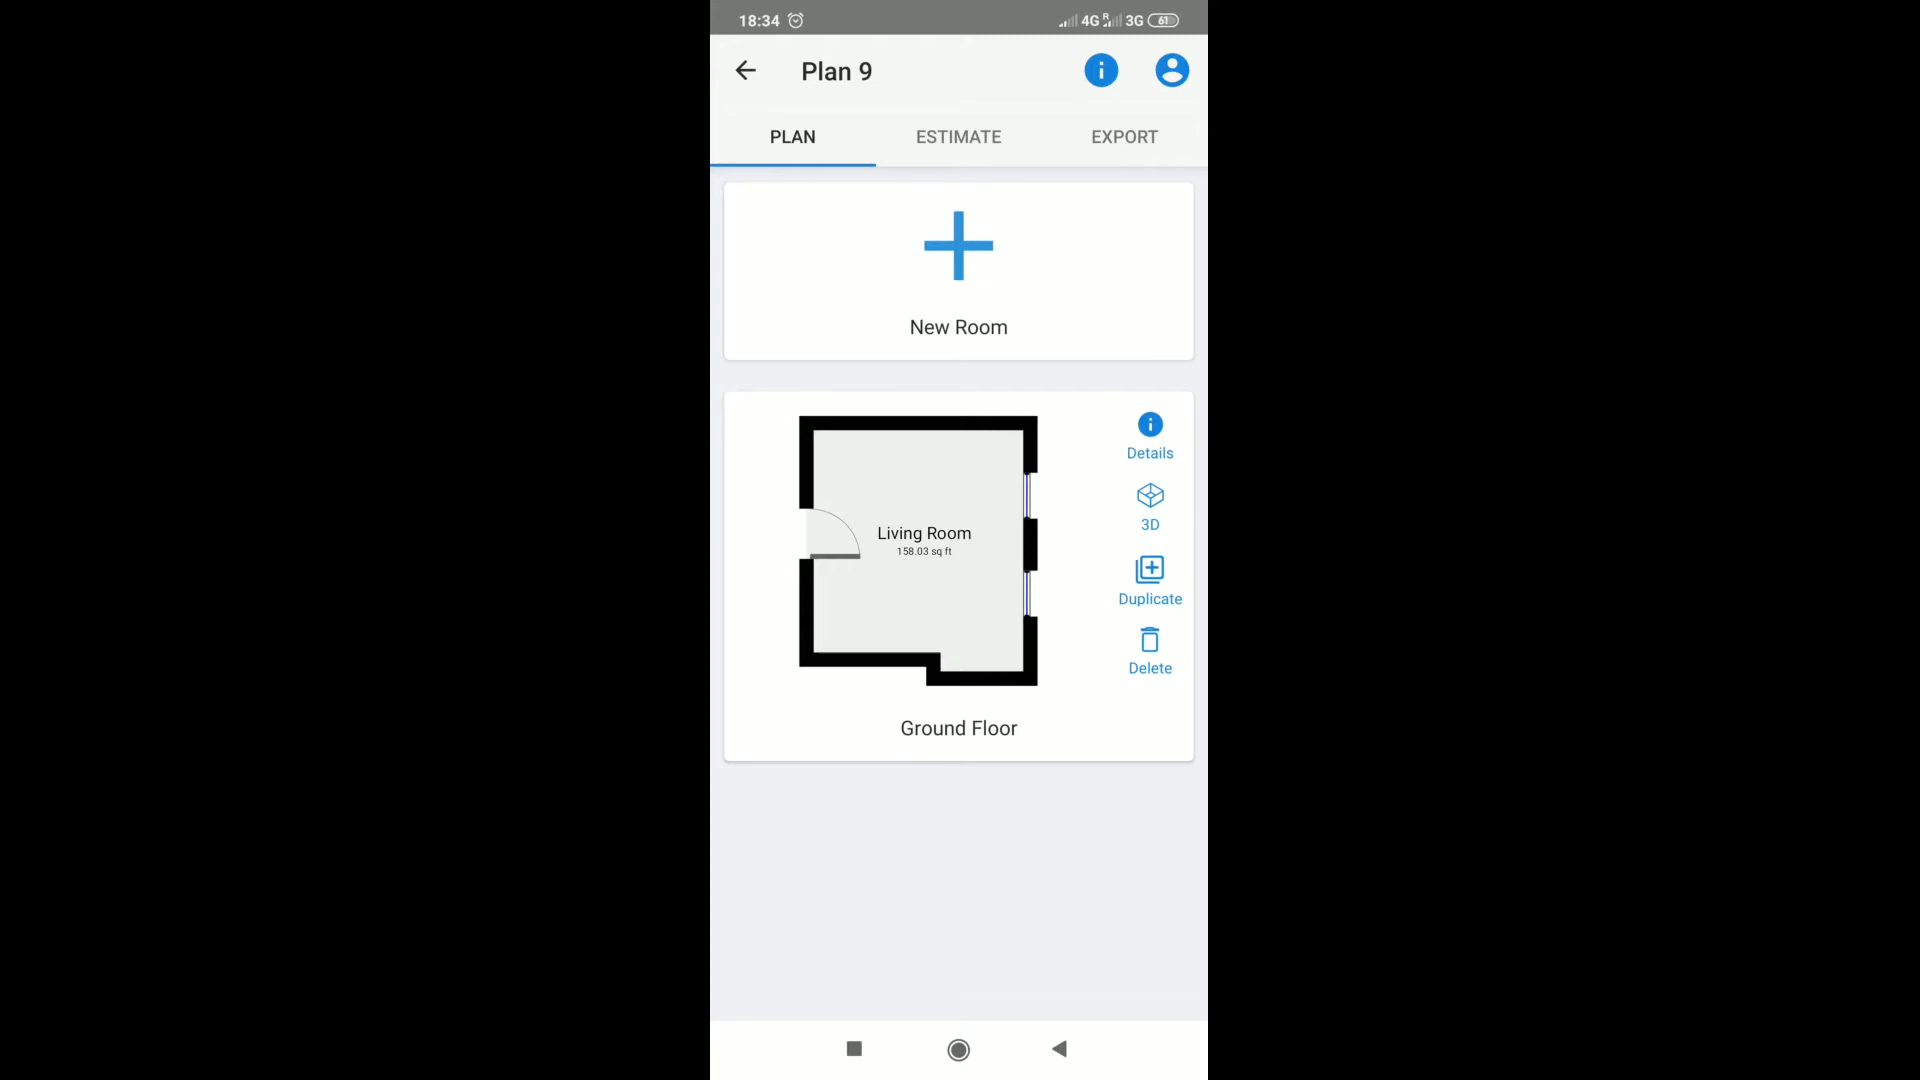 18:34 4G R 3G 61
Plan 9
PLAN ESTIMATE EXPORT
New Room
Details
3D
Living Room
158.03 sq ft
Duplicate
Delete
Ground Floor